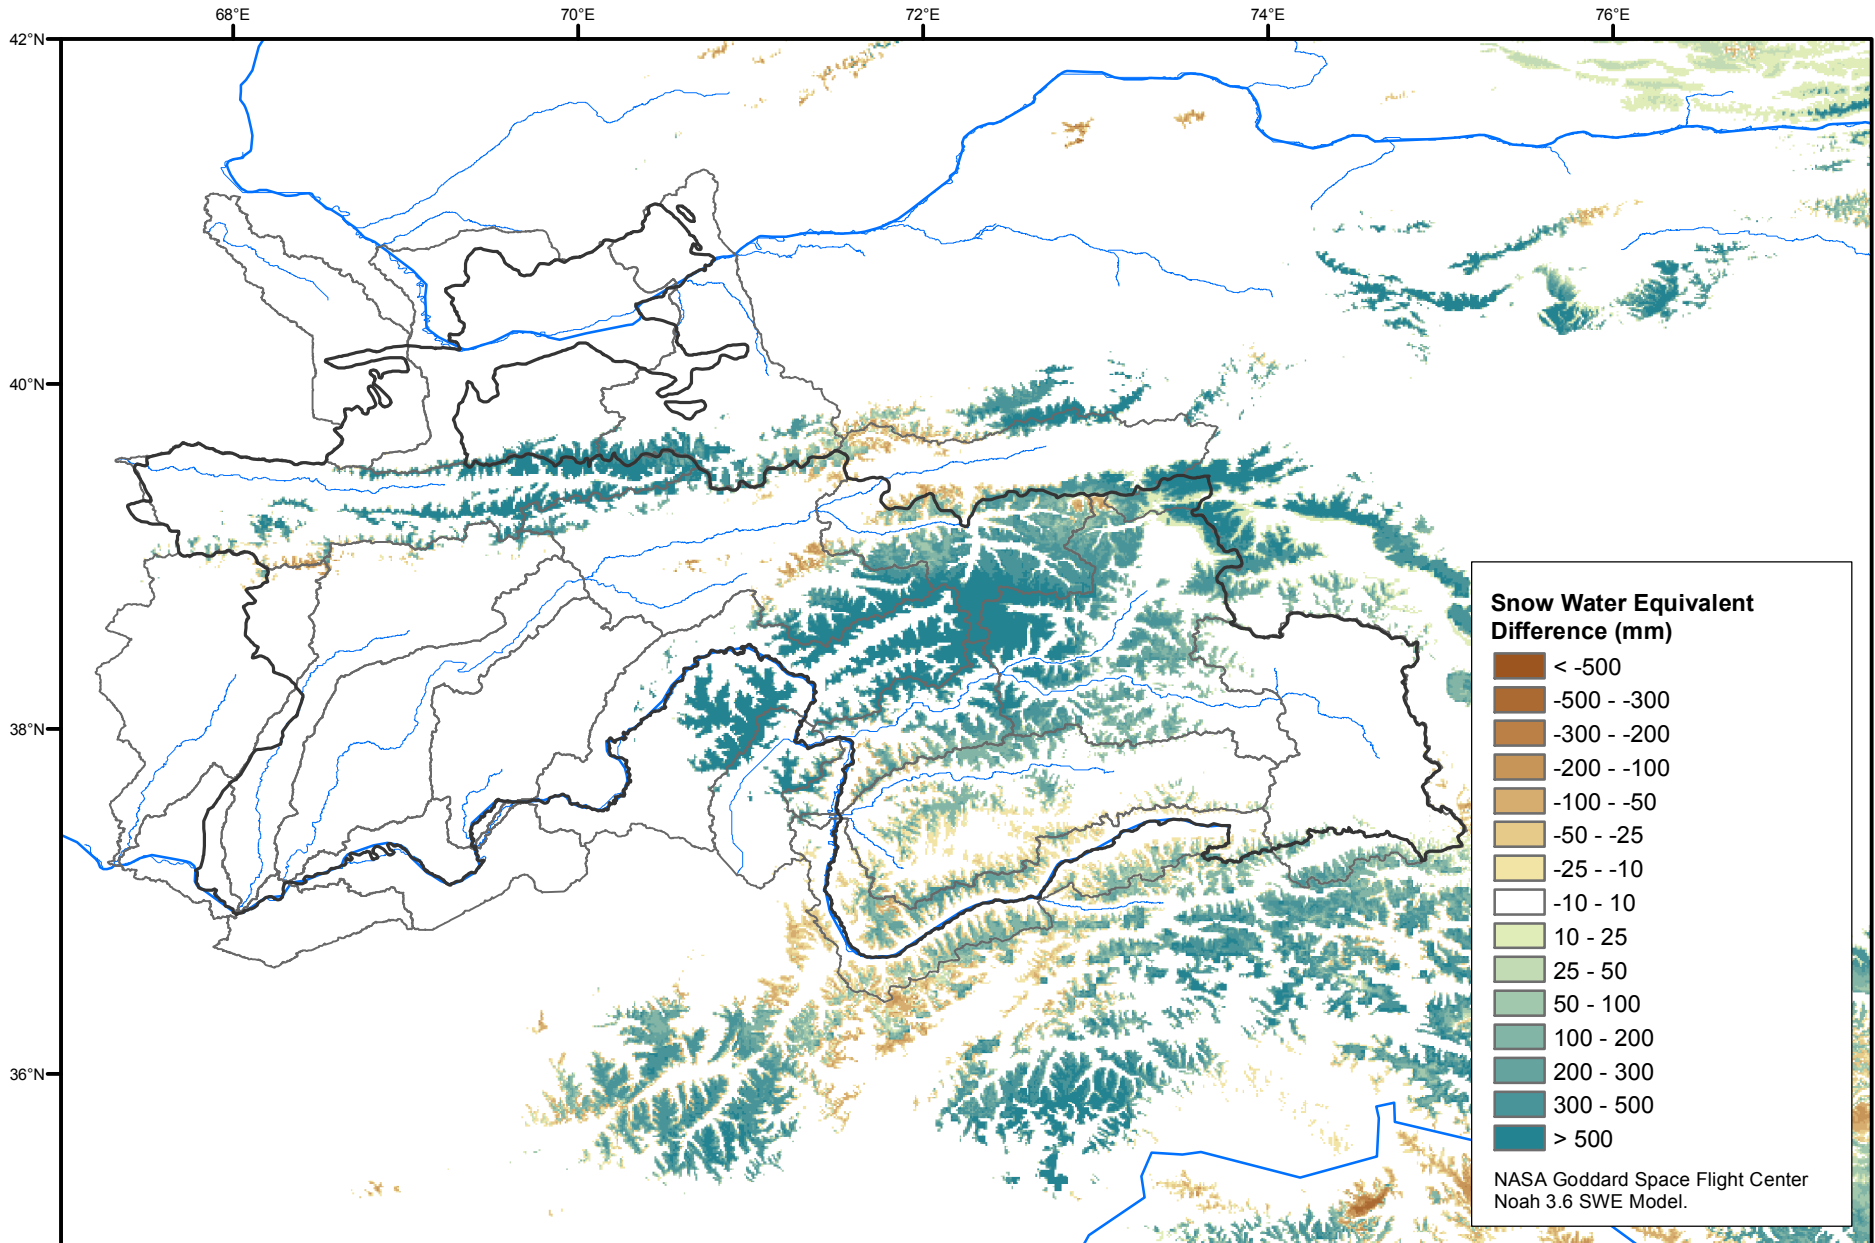 68°E 70°E 72°E 74°E 76°E
42°N
40°N
38°N
36°N
Snow Water Equivalent
Difference (mm)
< -500
-500 - -300
-300 - -200
-200 - -100
-100 - -50
-50 - -25
-25 - -10
-10 - 10
10 - 25
25 - 50
50 - 100
100 - 200
200 - 300
300 - 500
> 500
NASA Goddard Space Flight Center
Noah 3.6 SWE Model.